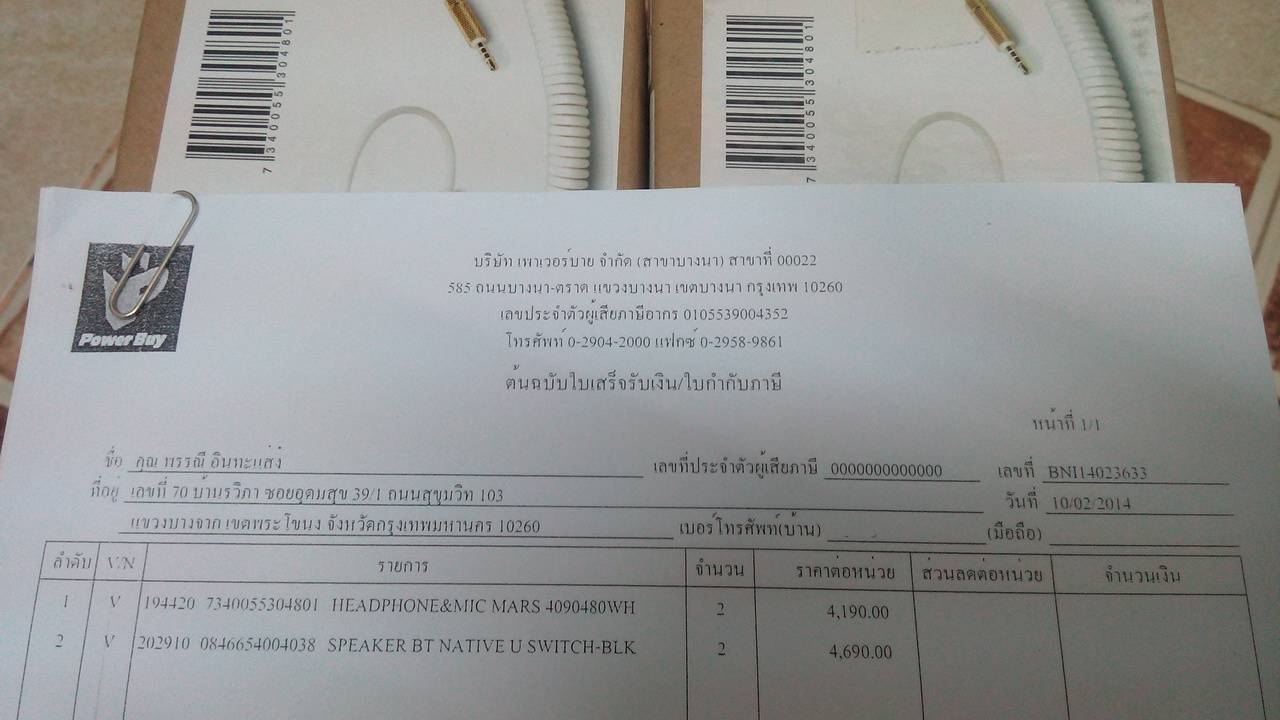 7 340055 304801
7 340055 304801
Power Buy
บริษัท เพาเวอร์บาย จำกัด (สาขาบางนา) สาขาที่ 00022
585 ถนนบางนา-ตราด แขวงบางนา เขตบางนา กรุงเทพ 10260
เลขประจำตัวผู้เสียภาษีอากร 0105539004352
โทรศัพท์ 0-2904-2000 แฟกซ์ 0-2958-9861
ต้นฉบับใบเสร็จรับเงิน/ใบกำกับภาษี
หน้าที่ 1/1
ชื่อ คุณ พรรณี อินทะแสง เลขที่ประจำตัวผู้เสียภาษี 0000000000000 เลขที่ BNI14023633
ที่อยู่ เลขที่ 70 บ้านรวิภา ซอยอุดมสุข 39/1 ถนนสุขุมวิท 103 วันที่ 10/02/2014
แขวงบางจาก เขตพระโขนง จังหวัดกรุงเทพมหานคร 10260 เบอร์โทรศัพท์(บ้าน) (มือถือ)
ลำดับ V/N รายการ จำนวน ราคาต่อหน่วย ส่วนลดต่อหน่วย จำนวนเงิน
1 V 194420 7340055304801 HEADPHONE&MIC MARS 4090480WH 2 4,190.00
2 V 202910 0846654004038 SPEAKER BT NATIVE U SWITCH-BLK 2 4,690.00